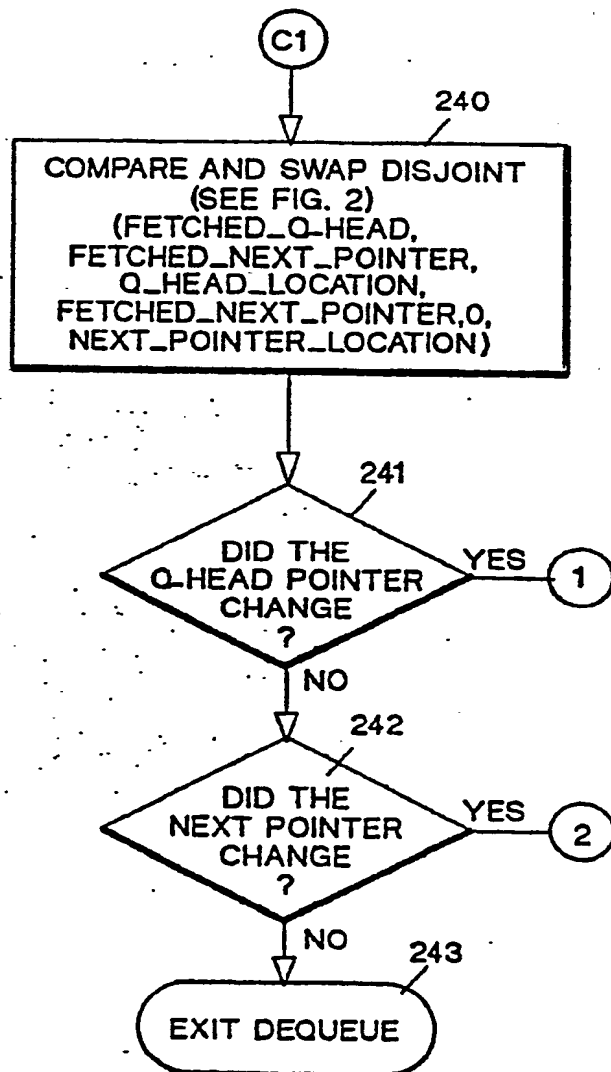 C1
240
COMPARE AND SWAP DISJOINT
(SEE FIG. 2)
(FETCHED_Q_HEAD,
FETCHED_NEXT_POINTER,
Q_HEAD_LOCATION,
FETCHED_NEXT_POINTER,0,
NEXT_POINTER_LOCATION)
241
DID THE
Q_HEAD POINTER
CHANGE
?
YES
1
NO
242
DID THE
NEXT POINTER
CHANGE
?
YES
2
NO
243
EXIT DEQUEUE